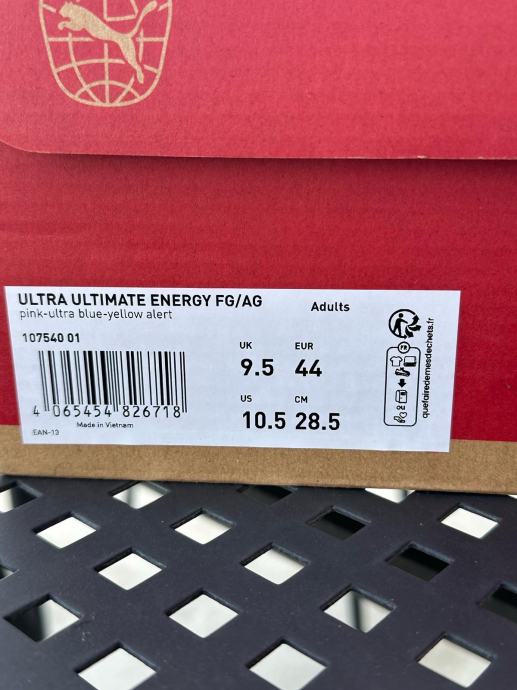 ULTRA ULTIMATE ENERGY FG/AG
pink-ultra blue-yellow alert
Adults
107540 01
4 065454 826718
Made in Vietnam
EAN-13
UK
9.5
EUR
44
US
10.5
CM
28.5
FR
OU
quefairedemesdechets.fr